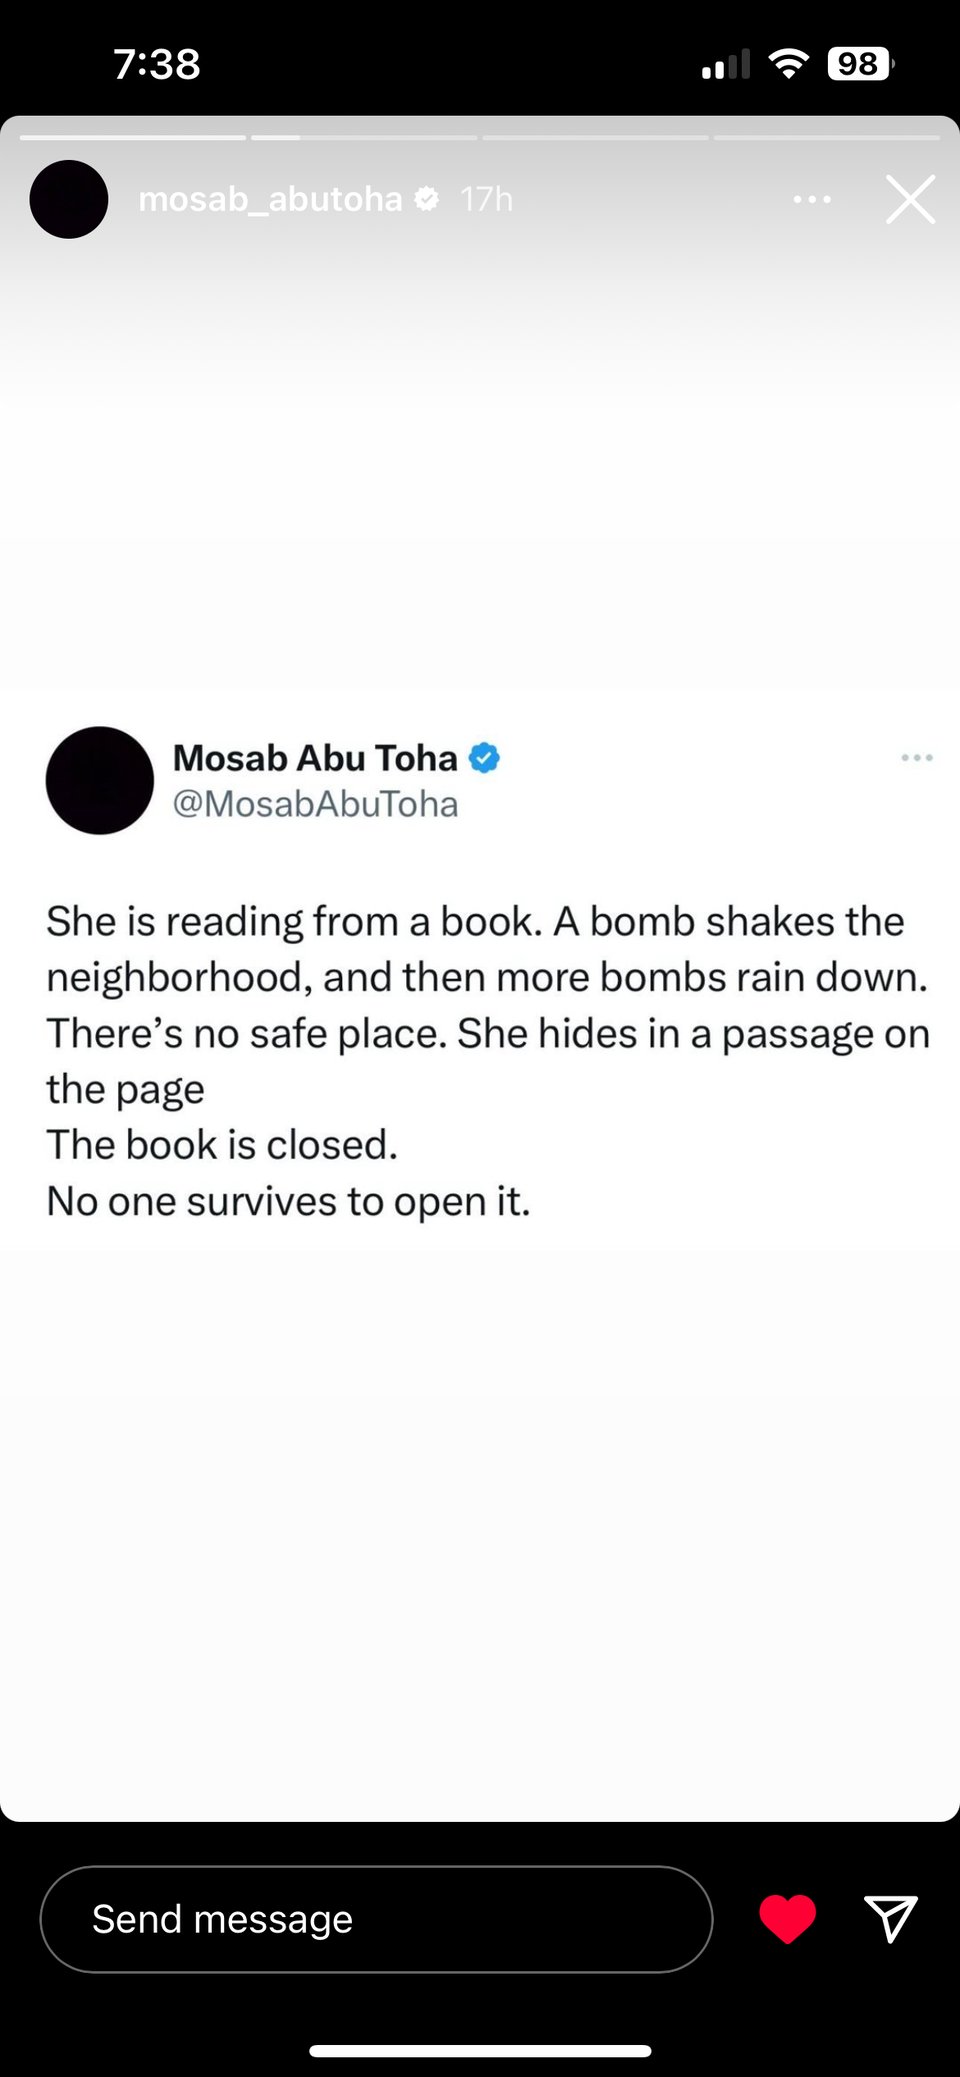 7:38
98
mosab_abutoha 17h
Mosab Abu Toha
@MosabAbuToha
She is reading from a book. A bomb shakes the
neighborhood, and then more bombs rain down.
There’s no safe place. She hides in a passage on
the page
The book is closed.
No one survives to open it.
Send message